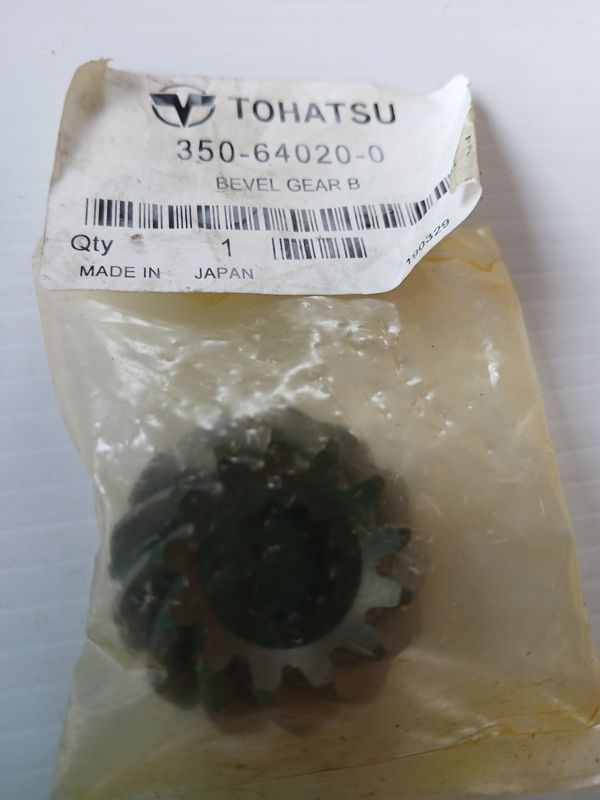 TOHATSU
350-64020-0
BEVEL GEAR B
Qty 1
190329
MADE IN JAPAN